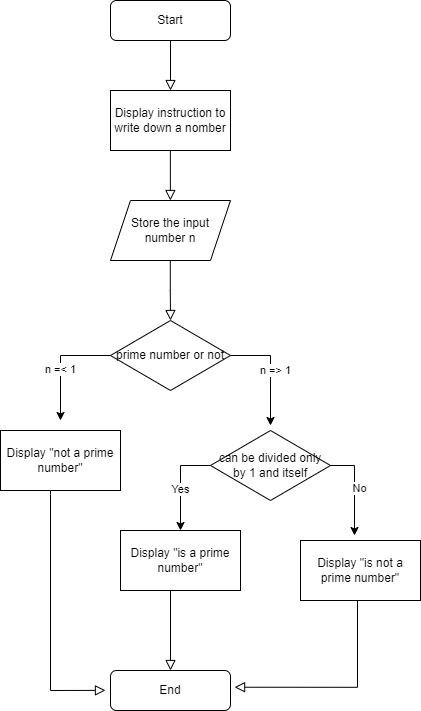 Start
Display instruction to
write down a nomber
Store the input
number n
prime number or not
n =< 1
n => 1
Display "not a prime
number"
can be divided only
by 1 and itself
Yes
No
Display "is a prime
number"
Display "is not a
prime number"
End